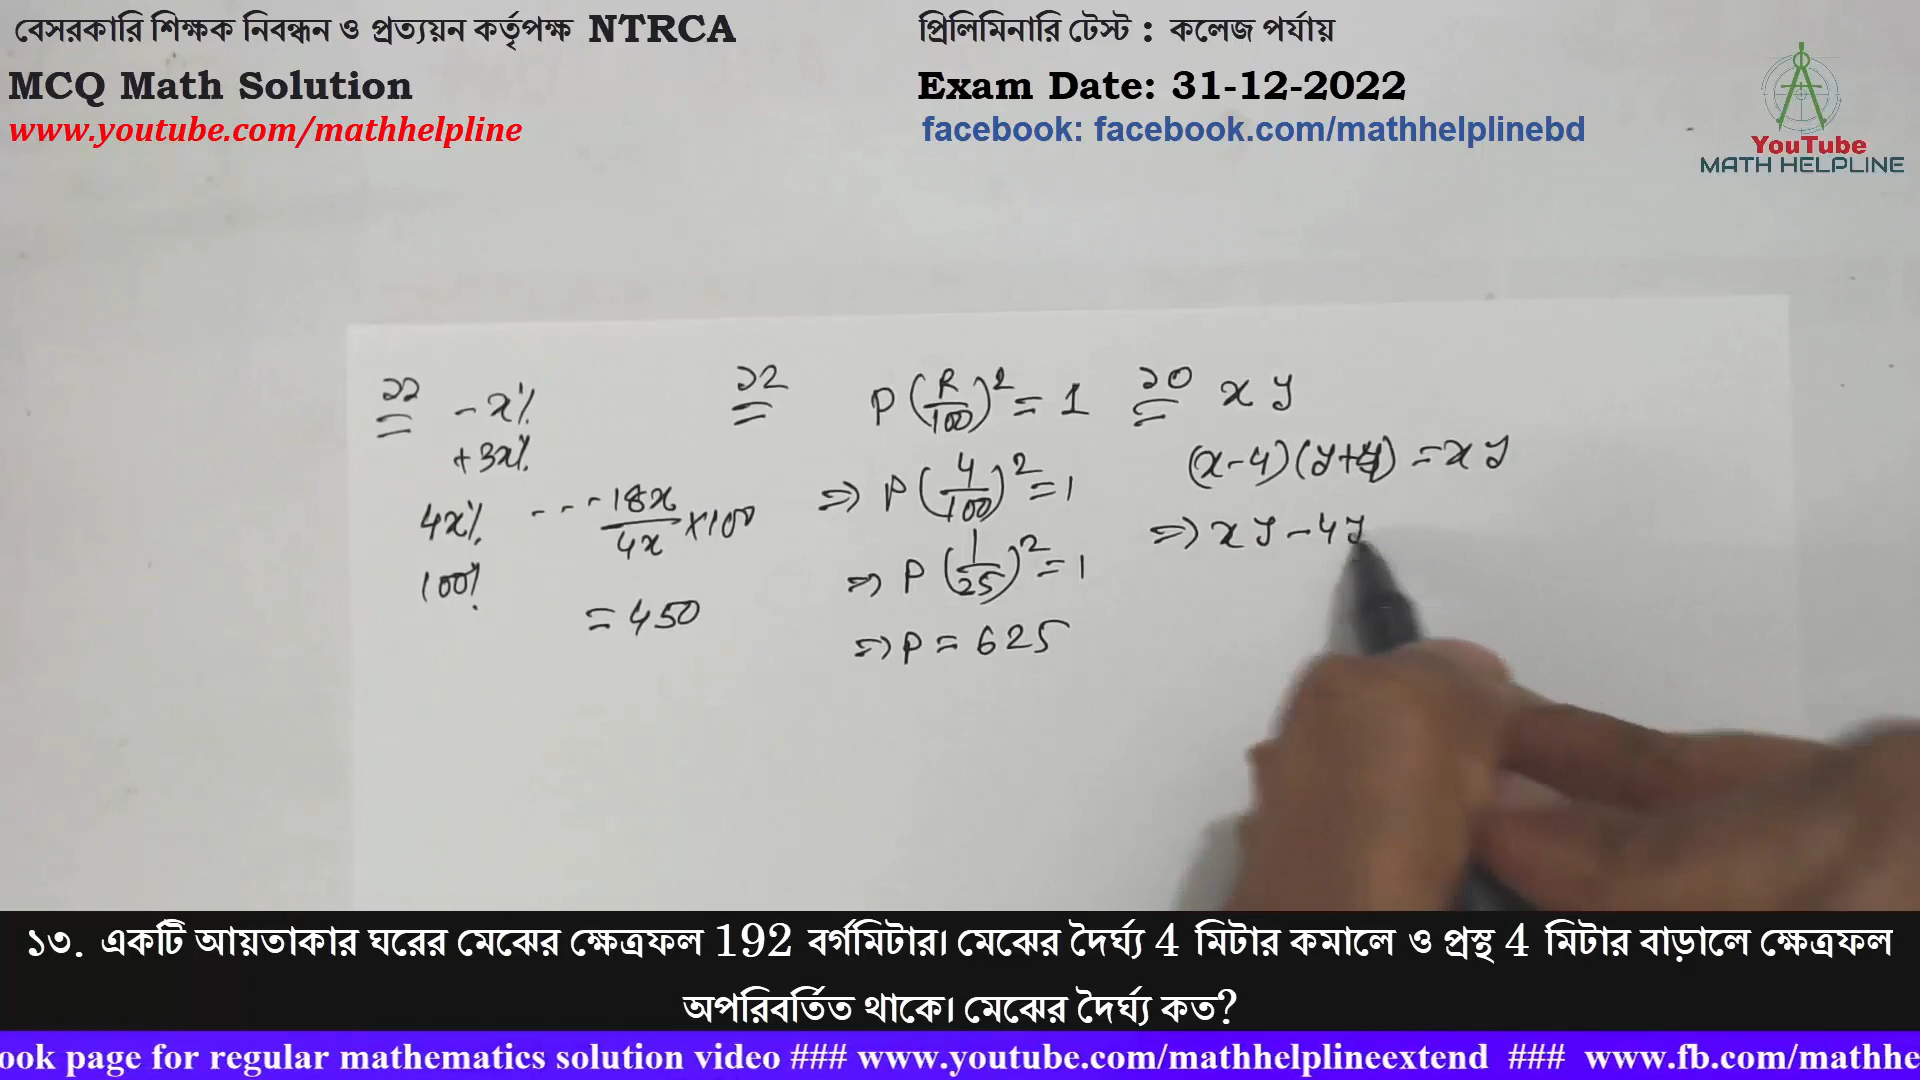 বেসরকারি শিক্ষক নিবন্ধন ও প্রত্যয়ন কর্তৃপক্ষ NTRCA
MCQ Math Solution
www.youtube.com/mathhelpline
প্রিলিমিনারি টেস্ট : কলেজ পর্যায়
Exam Date: 31-12-2022
facebook: facebook.com/mathhelplinebd
YouTube
MATH HELPLINE
১১
- x%
+3x%
4x% --- 18x/4x ×100
100%
= 450
১২
P(R/100)² = 1
=> P(4/100)² = 1
=> P(1/25)² = 1
=> P = 625
১৩ x y
(x-4)(y+4) = xy
=> xy - 4y
১৩. একটি আয়তাকার ঘরের মেঝের ক্ষেত্রফল 192 বর্গমিটার। মেঝের দৈর্ঘ্য 4 মিটার কমালে ও প্রস্থ 4 মিটার বাড়ালে ক্ষেত্রফল
অপরিবর্তিত থাকে। মেঝের দৈর্ঘ্য কত?
ook page for regular mathematics solution video ### www.youtube.com/mathhelplineextend ### www.fb.com/mathhe